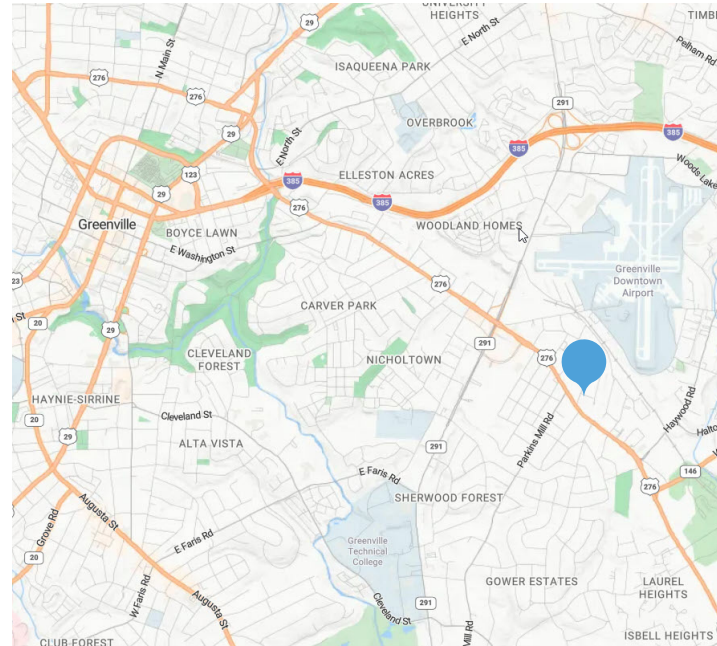 UNIVERSITY
HEIGHTS
TIMB
276
N Main St
E North St
Pelham Rd
ISAQUEENA PARK
276
29
291
OVERBROOK
29
E North St
385
385
123
ELLESTON ACRES
385
Woods Lake
29
276
385
Greenville
BOYCE LAWN
WOODLAND HOMES
E Washington St
Greenville
Downtown
Airport
23
276
CARVER PARK
St
20
29
291
CLEVELAND
FOREST
NICHOLTOWN
276
HAYNIE-SIRRINE
Haywood Rd
Cleveland St
20
29
ALTA VISTA
291
Parkins Mill Rd
Halto
146
E Faris Rd
276
SHERWOOD FOREST
Augusta St
Grove Rd
E Faris Rd
Greenville
Technical
College
GOWER ESTATES
LAUREL
HEIGHTS
W Faris Rd
Augusta St
Cleveland St
291
Mill Rd
ISBELL HEIGHTS
CLUB FOREST